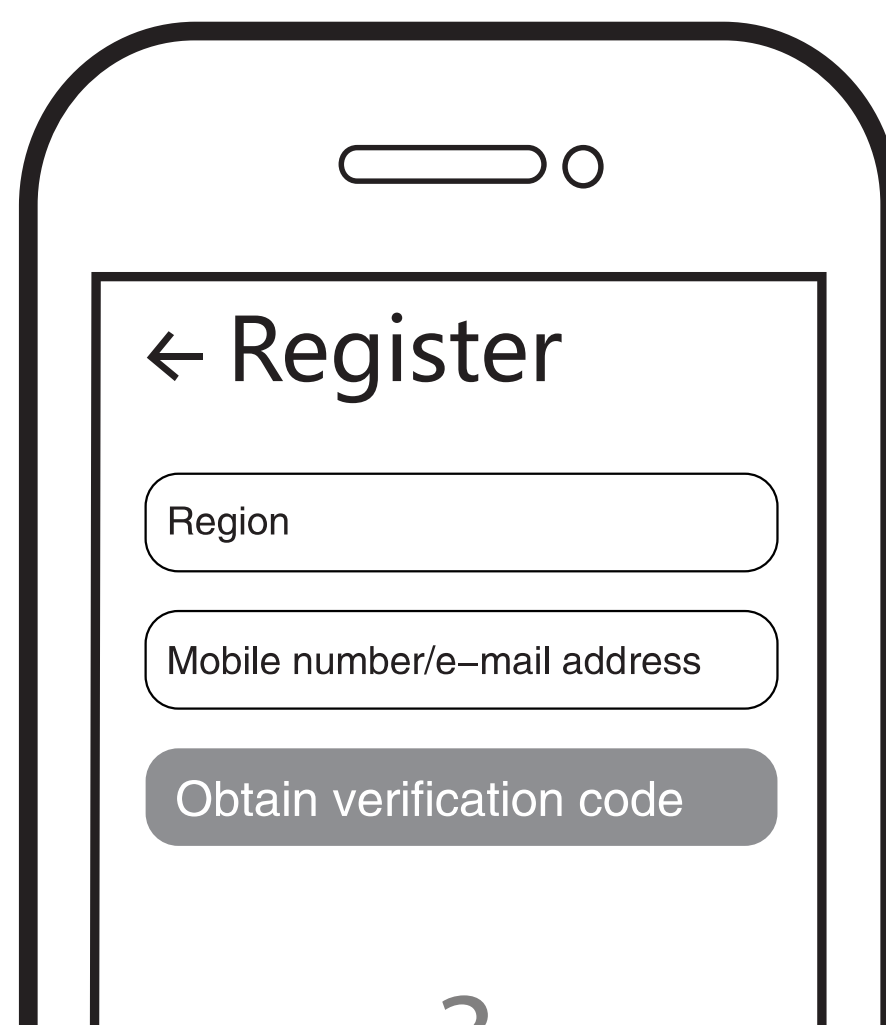 ← Register
Region
Mobile number/e–mail address
Obtain verification code